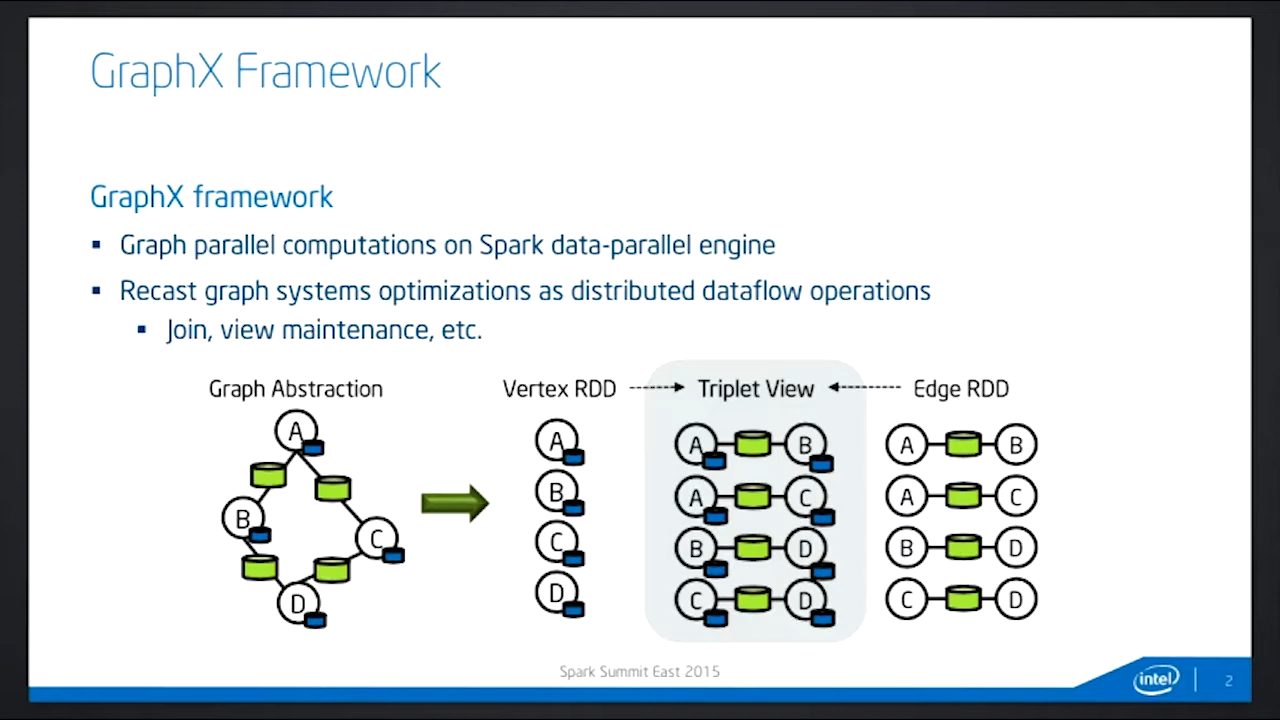 GraphX Framework
GraphX framework
▪ Graph parallel computations on Spark data-parallel engine
▪ Recast graph systems optimizations as distributed dataflow operations
▪ Join, view maintenance, etc.
Graph Abstraction
A
B
C
D
Vertex RDD
A
B
C
D
Triplet View
A B
A C
B D
C D
Edge RDD
A B
A C
B D
C D
Spark Summit East 2015
intel
2